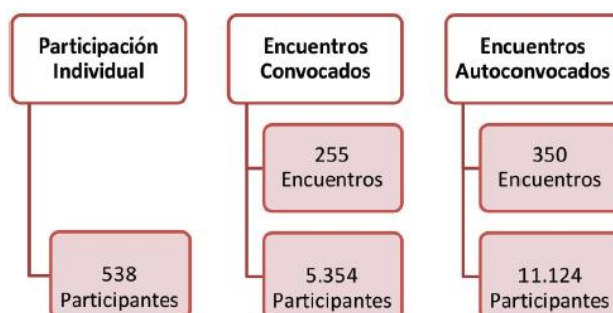 Participación
Individual
538
Participantes
Encuentros
Convocados
255
Encuentros
5.354
Participantes
Encuentros
Autoconvocados
350
Encuentros
11.124
Participantes